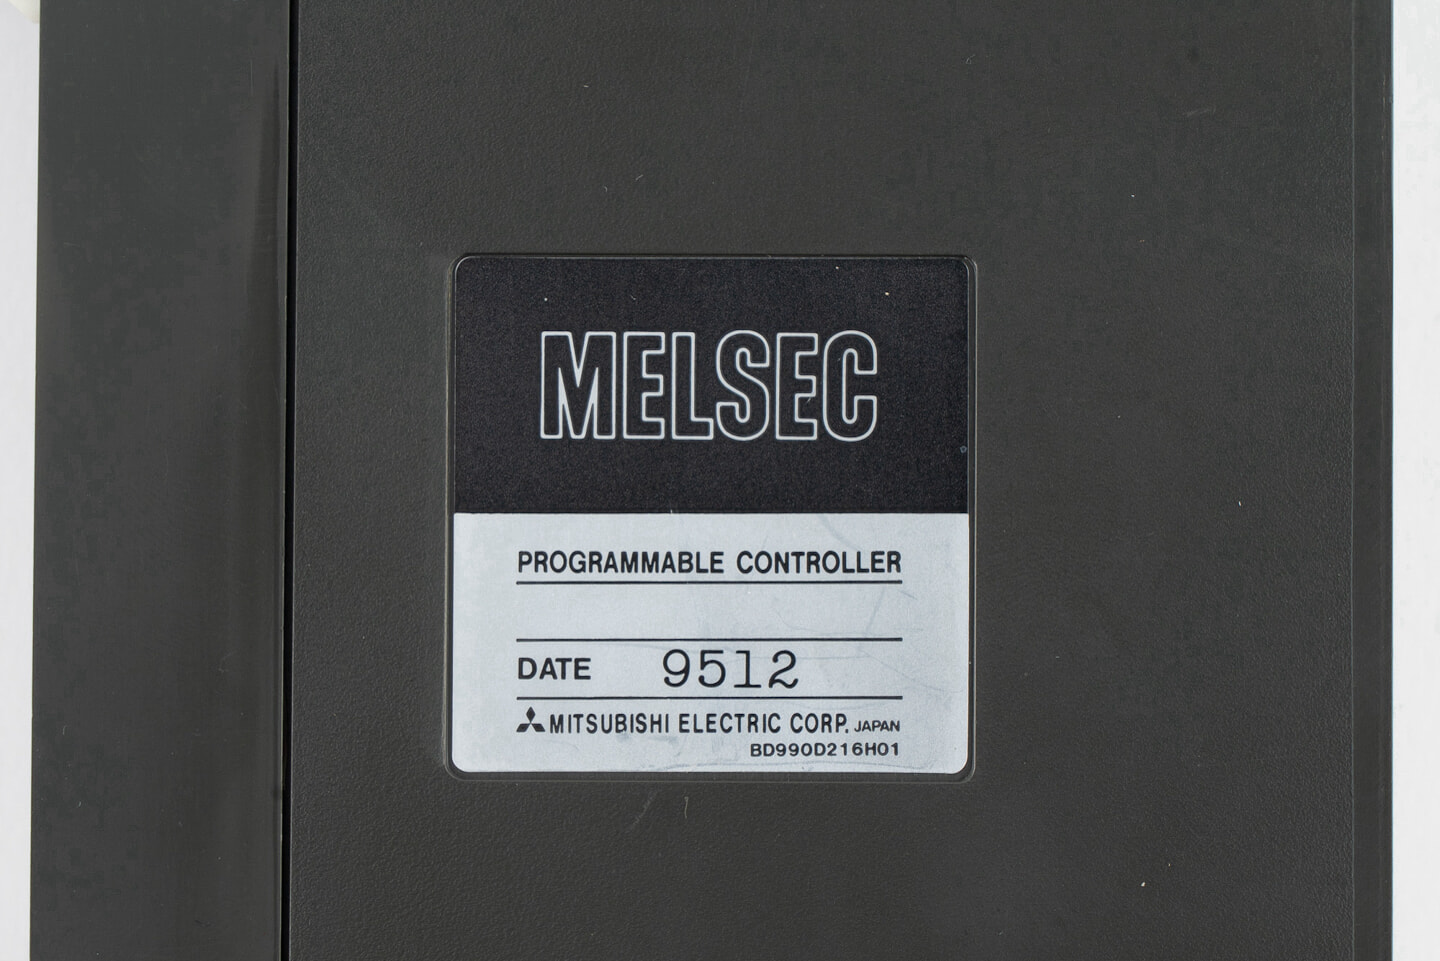 MELSEC
PROGRAMMABLE CONTROLLER
DATE 9512
MITSUBISHI ELECTRIC CORP. JAPAN
BD990D216H01